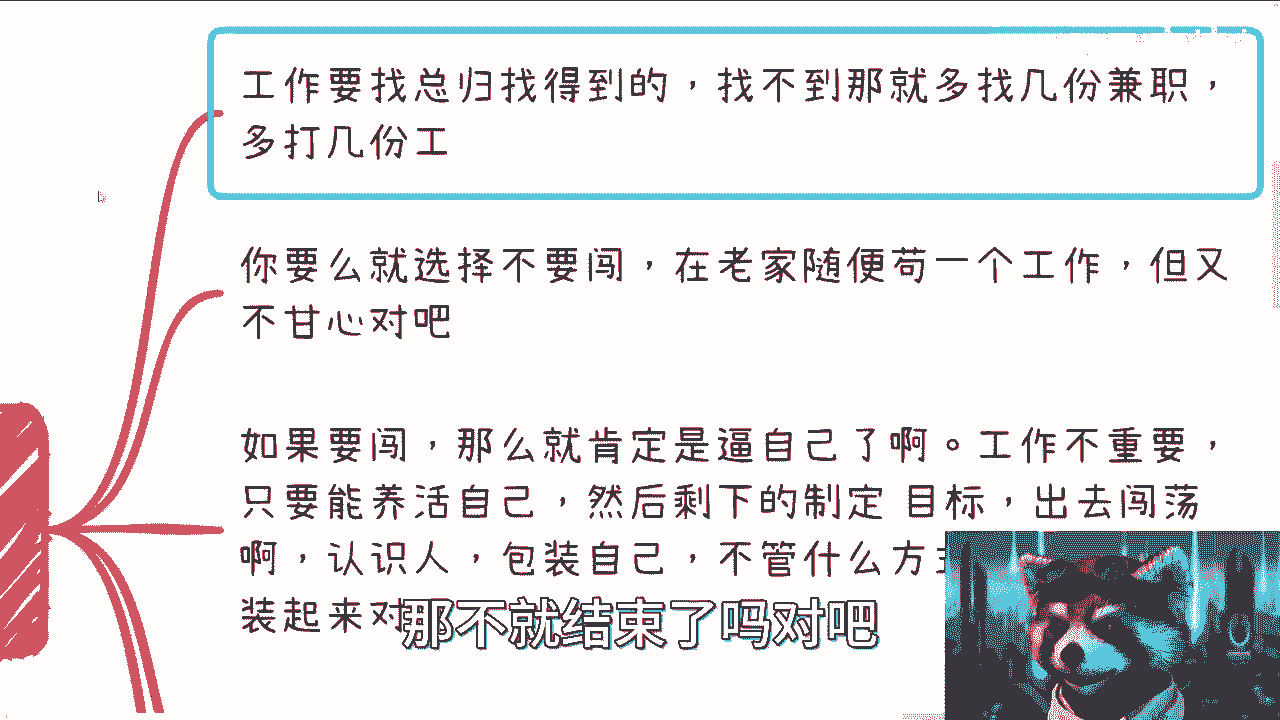 工作要找总归找得到的，找不到那就多找几份兼职，
多打几份工
你要么就选择不要闯，在老家随便苟一个工作，但又
不甘心对吧
如果要闯，那么就肯定是逼自己了啊。工作不重要，
只要能养活自己，然后剩下的制定 目标，出去闯荡
啊，认识人，包装自己，不管什么方
装起来对
那不就结束了吗对吧